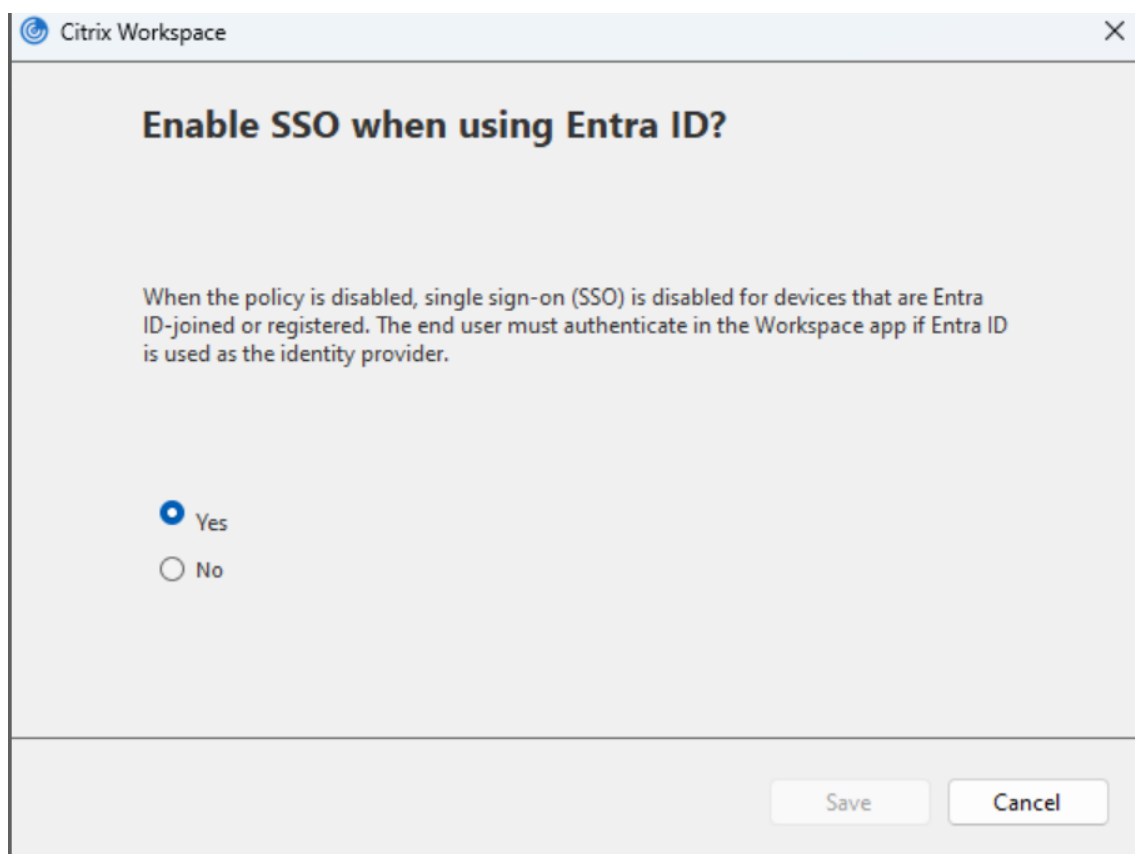 Citrix Workspace
Enable SSO when using Entra ID?
When the policy is disabled, single sign-on (SSO) is disabled for devices that are Entra
ID-joined or registered. The end user must authenticate in the Workspace app if Entra ID
is used as the identity provider.
Yes
No
Save
Cancel